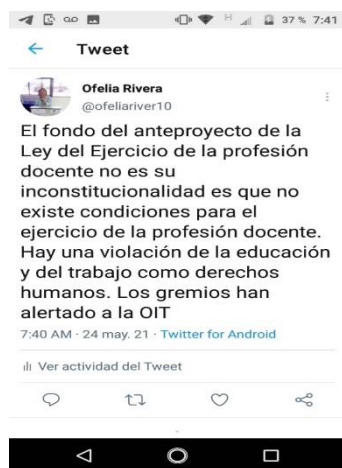 37 % 7:41
Tweet
Ofelia Rivera
@ofeliariver10
El fondo del anteproyecto de la
Ley del Ejercicio de la profesión
docente no es su
inconstitucionalidad es que no
existe condiciones para el
ejercicio de la profesión docente.
Hay una violación de la educación
y del trabajo como derechos
humanos. Los gremios han
alertado a la OIT
7:40 AM · 24 may. 21 · Twitter for Android
Ver actividad del Tweet